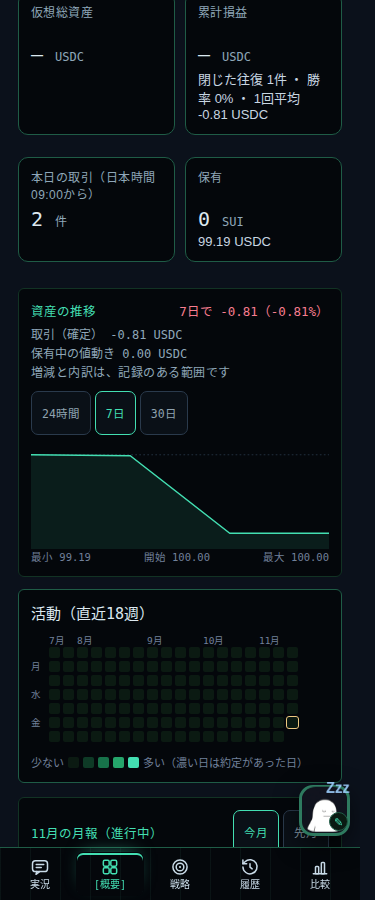 仮想総資産
— USDC
累計損益
— USDC
閉じた往復 1件 ・ 勝
率 0% ・ 1回平均
-0.81 USDC
本日の取引（日本時間
09:00から）
2 件
保有
0 SUI
99.19 USDC
資産の推移 7日で -0.81（-0.81%）
取引（確定） -0.81 USDC
保有中の値動き 0.00 USDC
増減と内訳は、記録のある範囲です
24時間 7日 30日
最小 99.19 開始 100.00 最大 100.00
活動（直近18週）
7月 8月 9月 10月 11月
月
水
金
少ない 多い（濃い日は約定があった日）
Zzz
11月の月報（進行中） 今月
実況 [概要] 戦略 履歴 比較